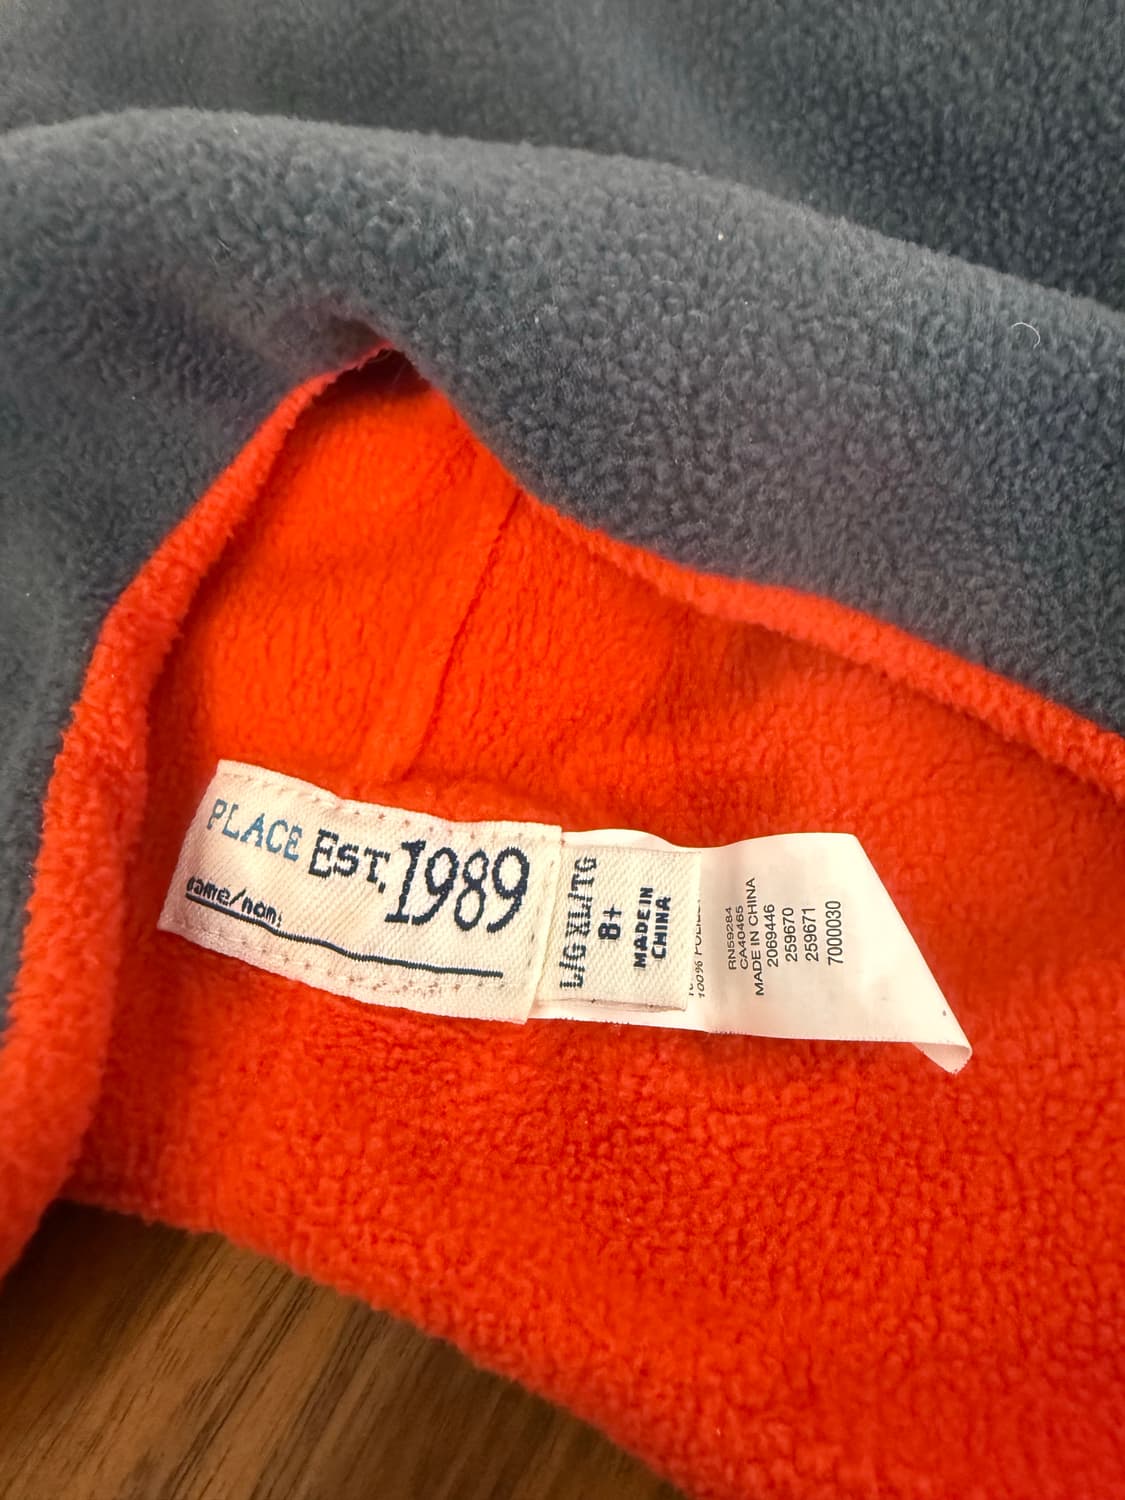 PLACE EST. 1989
name/nom:
L/G XL/TG
8+
MADE IN
CHINA
100%
RN59284
CA40465
MADE IN CHINA
2069446
259670
259671
7000030